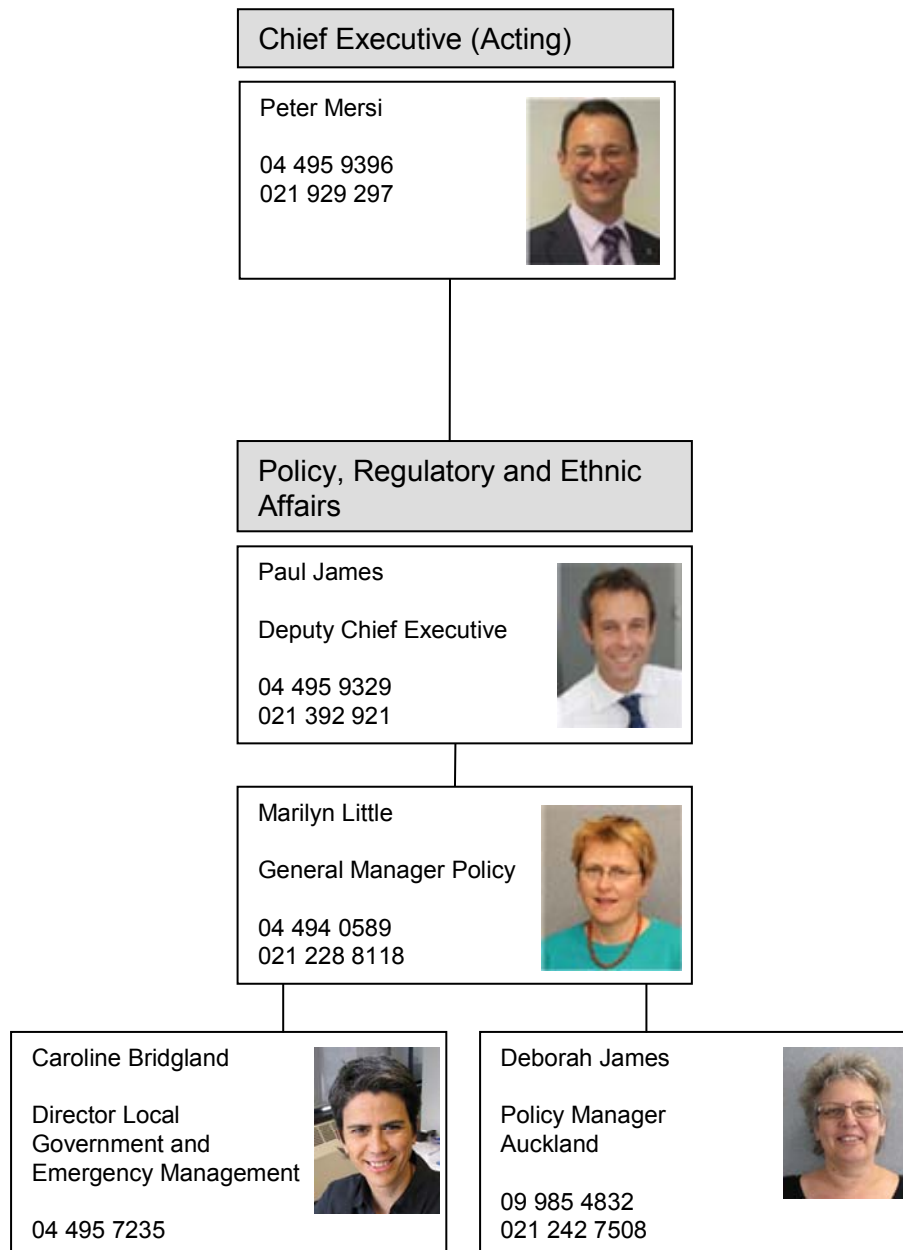 Chief Executive (Acting)
Peter Mersi
04 495 9396
021 929 297
Policy, Regulatory and Ethnic
Affairs
Paul James
Deputy Chief Executive
04 495 9329
021 392 921
Marilyn Little
General Manager Policy
04 494 0589
021 228 8118
Caroline Bridgland
Director Local
Government and
Emergency Management
04 495 7235
Deborah James
Policy Manager
Auckland
09 985 4832
021 242 7508